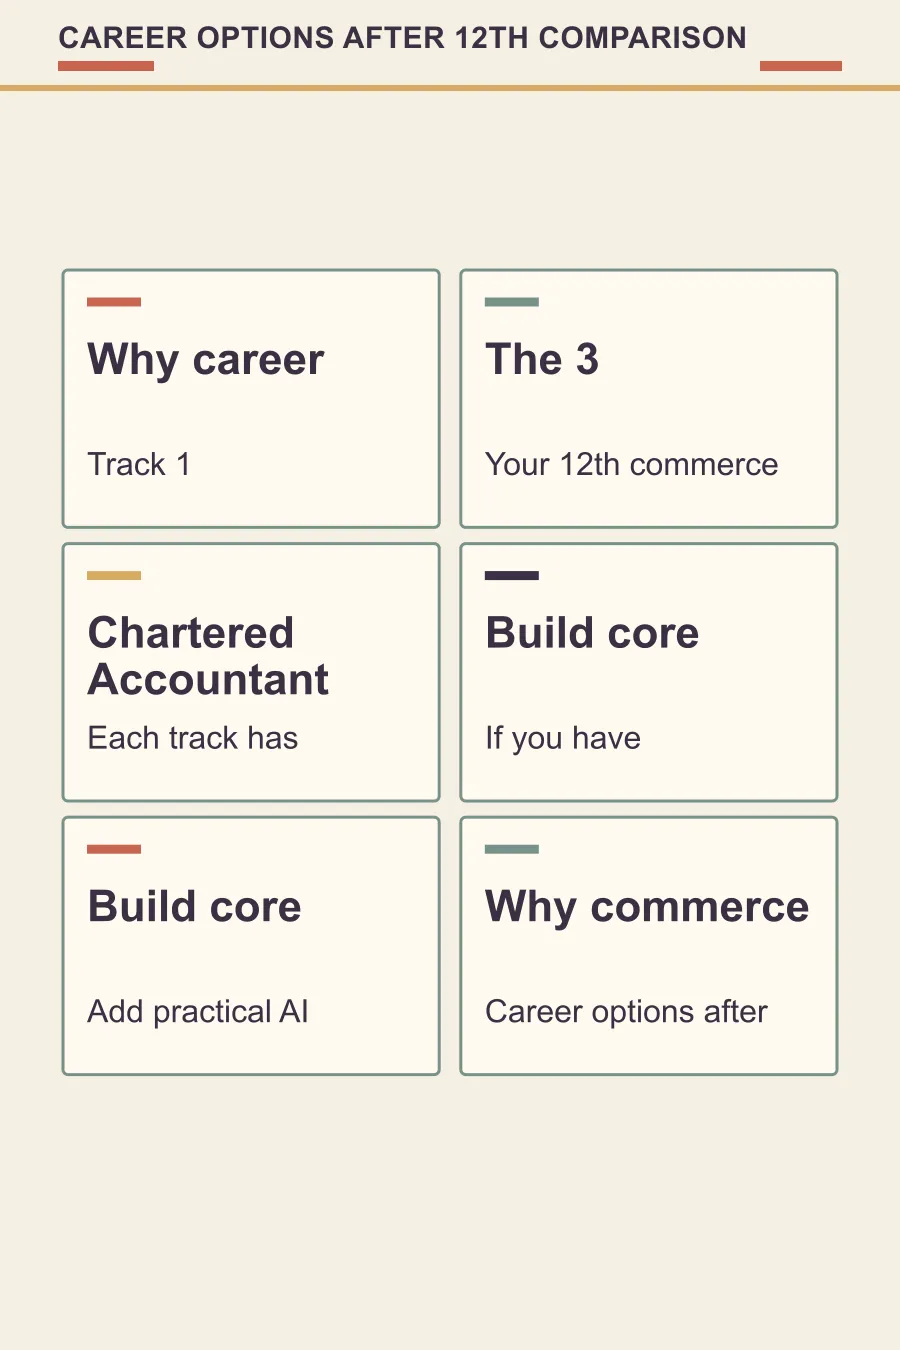 CAREER OPTIONS AFTER 12TH COMPARISON
Why career
Track 1
The 3
Your 12th commerce
Chartered
Accountant
Each track has
Build core
If you have
Build core
Add practical AI
Why commerce
Career options after